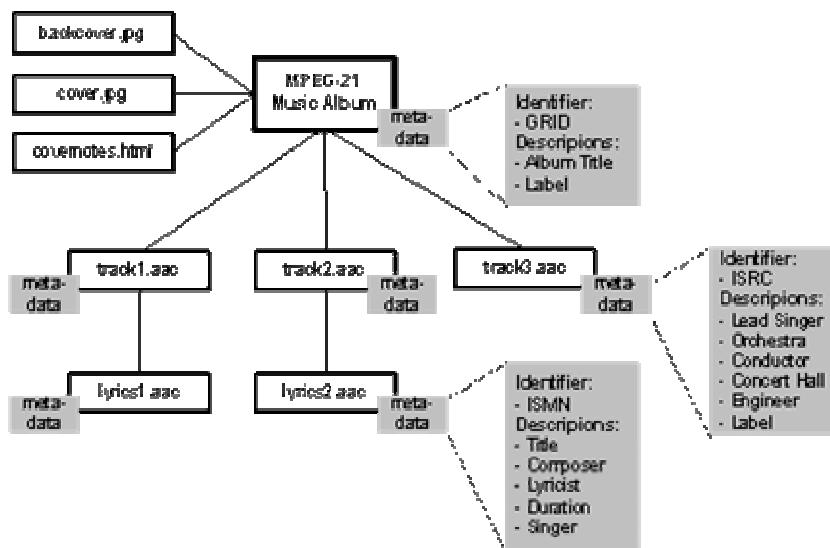 backcover.jpg
cover.jpg
covernotes.html
MPEG-21
Music Album
meta-
data
Identifier:
- GRID
Descripions:
- Album Title
- Label
track1.aac
meta-
data
track2.aac
meta-
data
track3.aac
meta-
data
Identifier:
- ISRC
Descripions:
- Lead Singer
- Orchestra
- Conductor
- Concert Hall
- Engineer
- Label
lyrics1.aac
meta-
data
lyrics2.aac
meta-
data
Identifier:
- ISMN
Descripions:
- Title
- Composer
- Lyricist
- Duration
- Singer